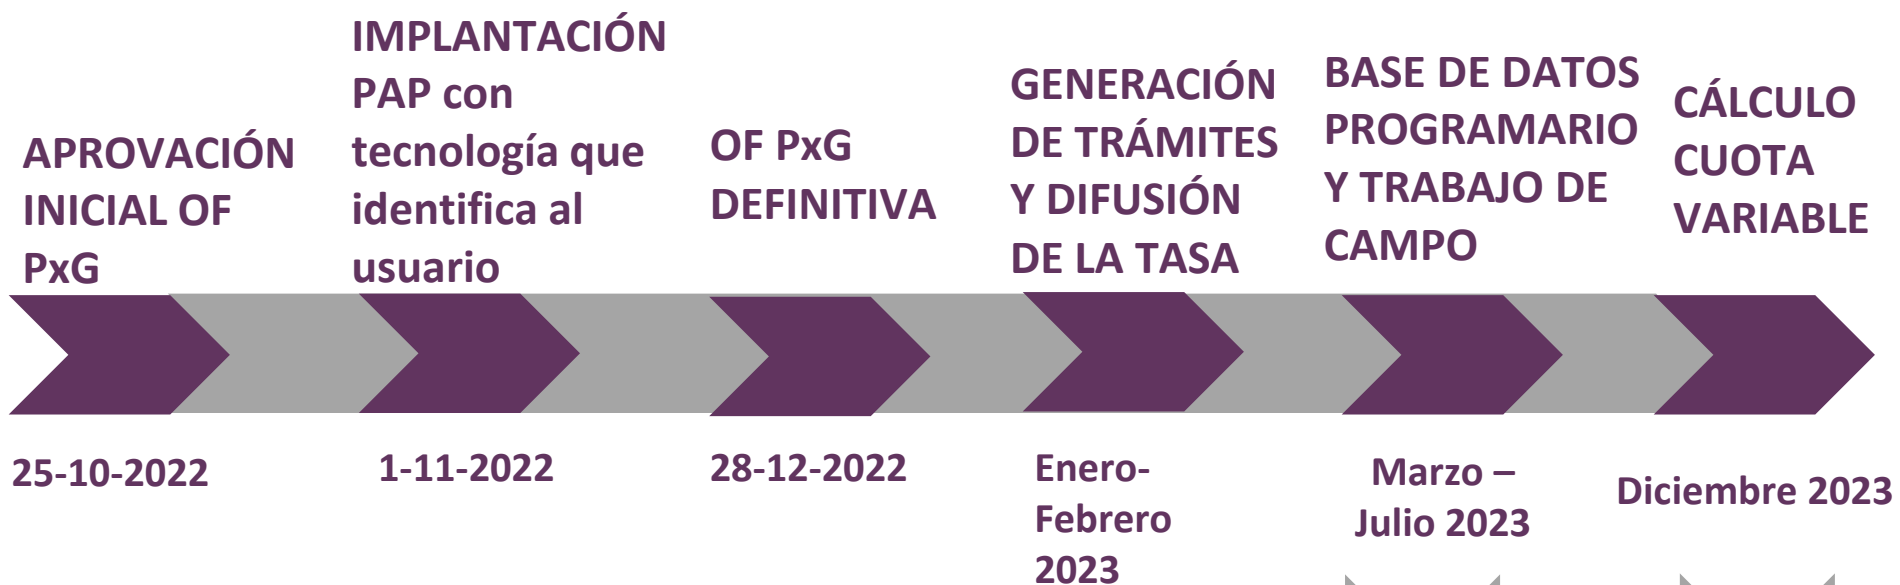 APROVACIÓN
INICIAL OF
PxG
IMPLANTACIÓN
PAP con
tecnología que
identifica al
usuario
OF PxG
DEFINITIVA
GENERACIÓN
DE TRÁMITES
Y DIFUSIÓN
DE LA TASA
BASE DE DATOS
PROGRAMARIO
Y TRABAJO DE
CAMPO
CÁLCULO
CUOTA
VARIABLE
25-10-2022
1-11-2022
28-12-2022
Enero-
Febrero
2023
Marzo –
Julio 2023
Diciembre 2023